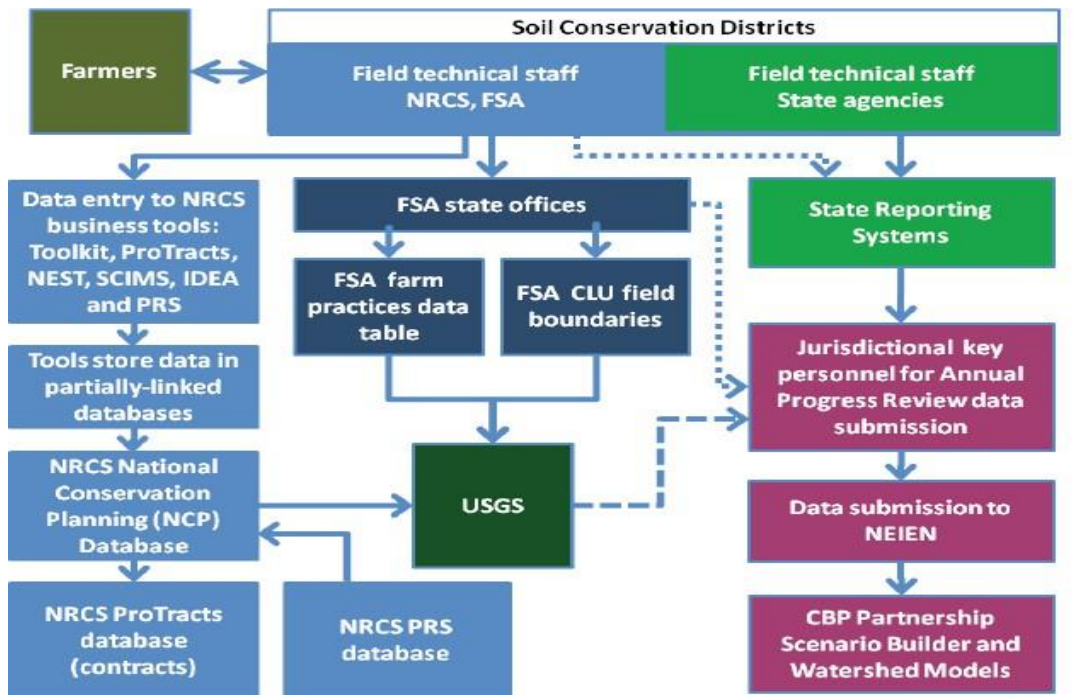 Soil Conservation Districts
Farmers
Field technical staff
NRCS, FSA
Field technical staff
State agencies
Data entry to NRCS
business tools:
Toolkit, ProTracts,
NEST, SCIMS, IDEA
and PRS
FSA state offices
State Reporting
Systems
FSA farm
practices data
table
FSA CLU field
boundaries
Tools store data in
partially-linked
databases
Jurisdictional key
personnel for Annual
Progress Review data
submission
NRCS National
Conservation
Planning (NCP)
Database
USGS
Data submission to
NEIEN
NRCS ProTracts
database
(contracts)
NRCS PRS
database
CBP Partnership
Scenario Builder and
Watershed Models